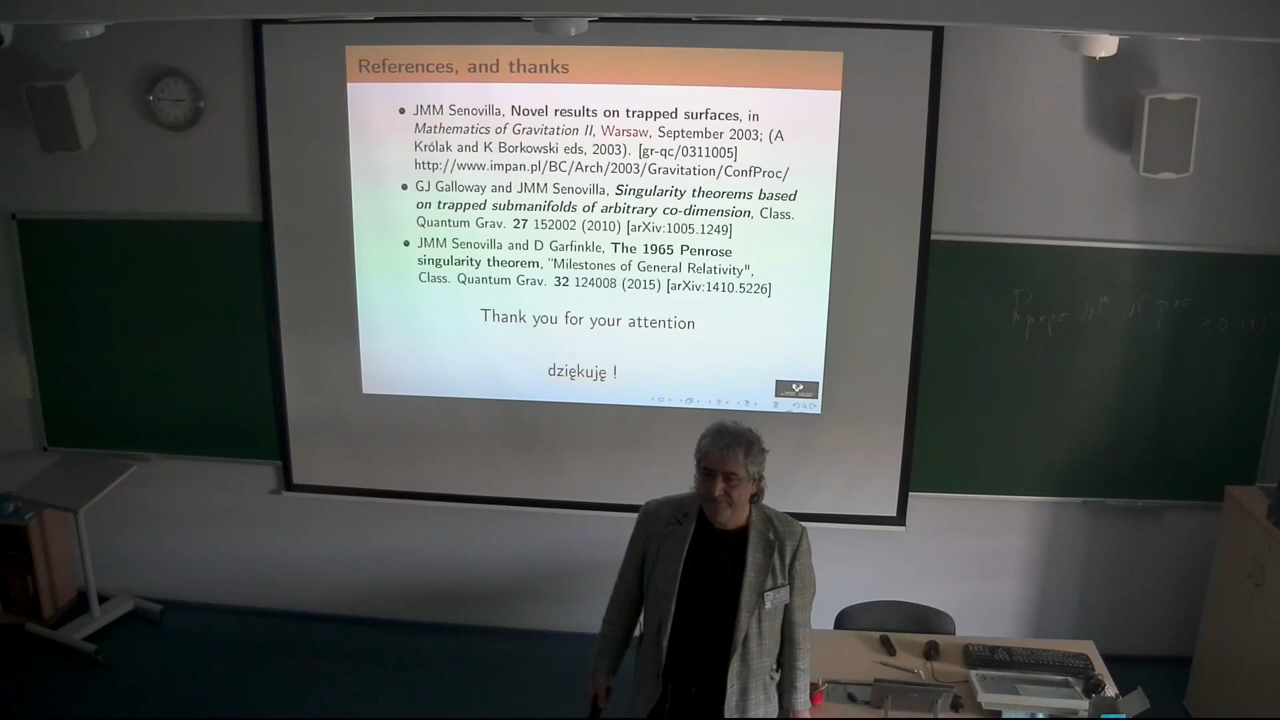 References, and thanks
JMM Senovilla, Novel results on trapped surfaces, in
Mathematics of Gravitation II, Warsaw, September 2003; (A
Królak and K Borkowski eds, 2003). [gr-qc/0311005]
http://www.impan.pl/BC/Arch/2003/Gravitation/ConfProc/
GJ Galloway and JMM Senovilla, Singularity theorems based
on trapped submanifolds of arbitrary co-dimension, Class.
Quantum Grav. 27 152002 (2010) [arXiv:1005.1249]
JMM Senovilla and D Garfinkle, The 1965 Penrose
singularity theorem, "Milestones of General Relativity",
Class. Quantum Grav. 32 124008 (2015) [arXiv:1410.5226]
Thank you for your attention
dziękuję !